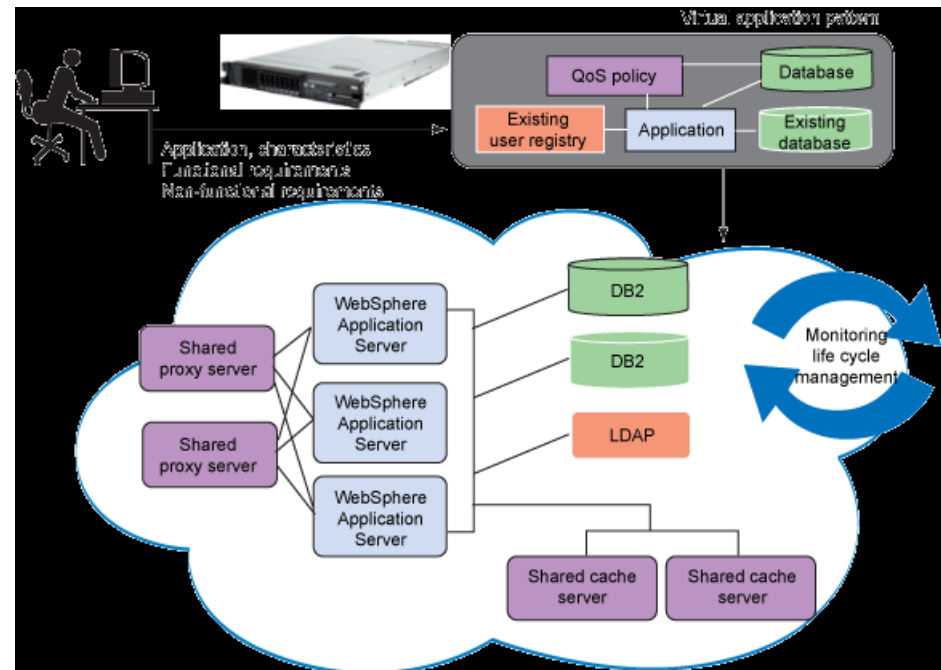 Virtual application pattern
QoS policy
Database
Existing
user registry
Application
Existing
database
Application, characteristics
Functional requirements
Non-functional requirements
WebSphere
Application
Server
DB2
Shared
proxy server
WebSphere
Application
Server
DB2
Monitoring
life cycle
management
Shared
proxy server
LDAP
WebSphere
Application
Server
Shared cache
server
Shared cache
server